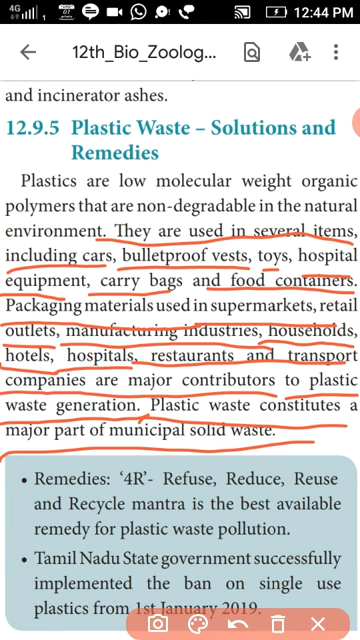 4G
12:44 PM
12th_Bio_Zoolog...
and incinerator ashes.
12.9.5 Plastic Waste – Solutions and
Remedies
Plastics are low molecular weight organic
polymers that are non-degradable in the natural
environment. They are used in several items,
including cars, bulletproof vests, toys, hospital
equipment, carry bags and food containers.
Packaging materials used in supermarkets, retail
outlets, manufacturing industries, households,
hotels, hospitals, restaurants and transport
companies are major contributors to plastic
waste generation. Plastic waste constitutes a
major part of municipal solid waste.
• Remedies: ‘4R’- Refuse, Reduce, Reuse
and Recycle mantra is the best available
remedy for plastic waste pollution.
• Tamil Nadu State government successfully
implemented the ban on single use
plastics from 1st January 2019.